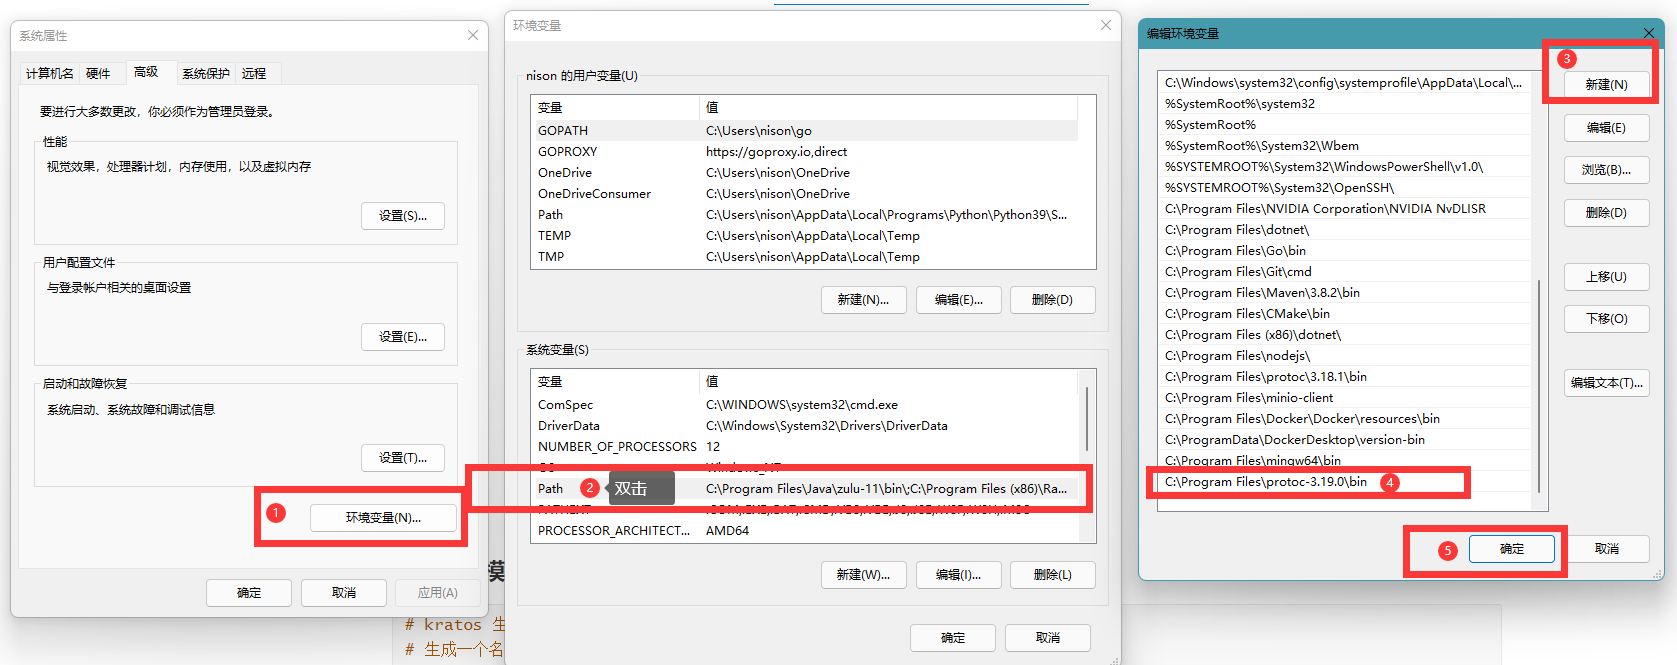 系统属性
计算机名
硬件
高级
系统保护
远程
要进行大多数更改，你必须作为管理员登录。
性能
视觉效果，处理器计划，内存使用，以及虚拟内存
设置(S)...
用户配置文件
与登录帐户相关的桌面设置
设置(E)...
启动和故障恢复
系统启动、系统故障和调试信息
设置(T)...
1
环境变量(N)...
确定
取消
应用(A)
环境变量
nison 的用户变量(U)
变量 值
GOPATH C:\Users\nison\go
GOPROXY https://goproxy.io,direct
OneDrive C:\Users\nison\OneDrive
OneDriveConsumer C:\Users\nison\OneDrive
Path C:\Users\nison\AppData\Local\Programs\Python\Python39\S...
TEMP C:\Users\nison\AppData\Local\Temp
TMP C:\Users\nison\AppData\Local\Temp
新建(N)...
编辑(E)...
删除(D)
系统变量(S)
变量 值
ComSpec C:\WINDOWS\system32\cmd.exe
DriverData C:\Windows\System32\Drivers\DriverData
NUMBER_OF_PROCESSORS 12
OS Windows_NT
Path 2 双击 C:\Program Files\Java\zulu-11\bin\;C:\Program Files (x86)\Ra...
PATHEXT .COM;.EXE;.BAT;.CMD;.VBS;.VBE;.JS;.JSE;.WSF;.WSH;.MSC
PROCESSOR_ARCHITECT... AMD64
新建(W)...
编辑(I)...
删除(L)
确定
取消
编辑环境变量
C:\Windows\system32\config\systemprofile\AppData\Local\...
%SystemRoot%\system32
%SystemRoot%
%SystemRoot%\System32\Wbem
%SYSTEMROOT%\System32\WindowsPowerShell\v1.0\
%SYSTEMROOT%\System32\OpenSSH\
C:\Program Files\NVIDIA Corporation\NVIDIA NvDLISR
C:\Program Files\dotnet\
C:\Program Files\Go\bin
C:\Program Files\Git\cmd
C:\Program Files\Maven\3.8.2\bin
C:\Program Files\CMake\bin
C:\Program Files (x86)\dotnet\
C:\Program Files\nodejs\
C:\Program Files\protoc\3.18.1\bin
C:\Program Files\minio-client
C:\Program Files\Docker\Docker\resources\bin
C:\ProgramData\DockerDesktop\version-bin
C:\Program Files\mingw64\bin
C:\Program Files\protoc-3.19.0\bin 4
3
新建(N)
编辑(E)
浏览(B)...
删除(D)
上移(U)
下移(O)
编辑文本(T)...
5
确定
取消
模
# kratos 生
# 生成一个名